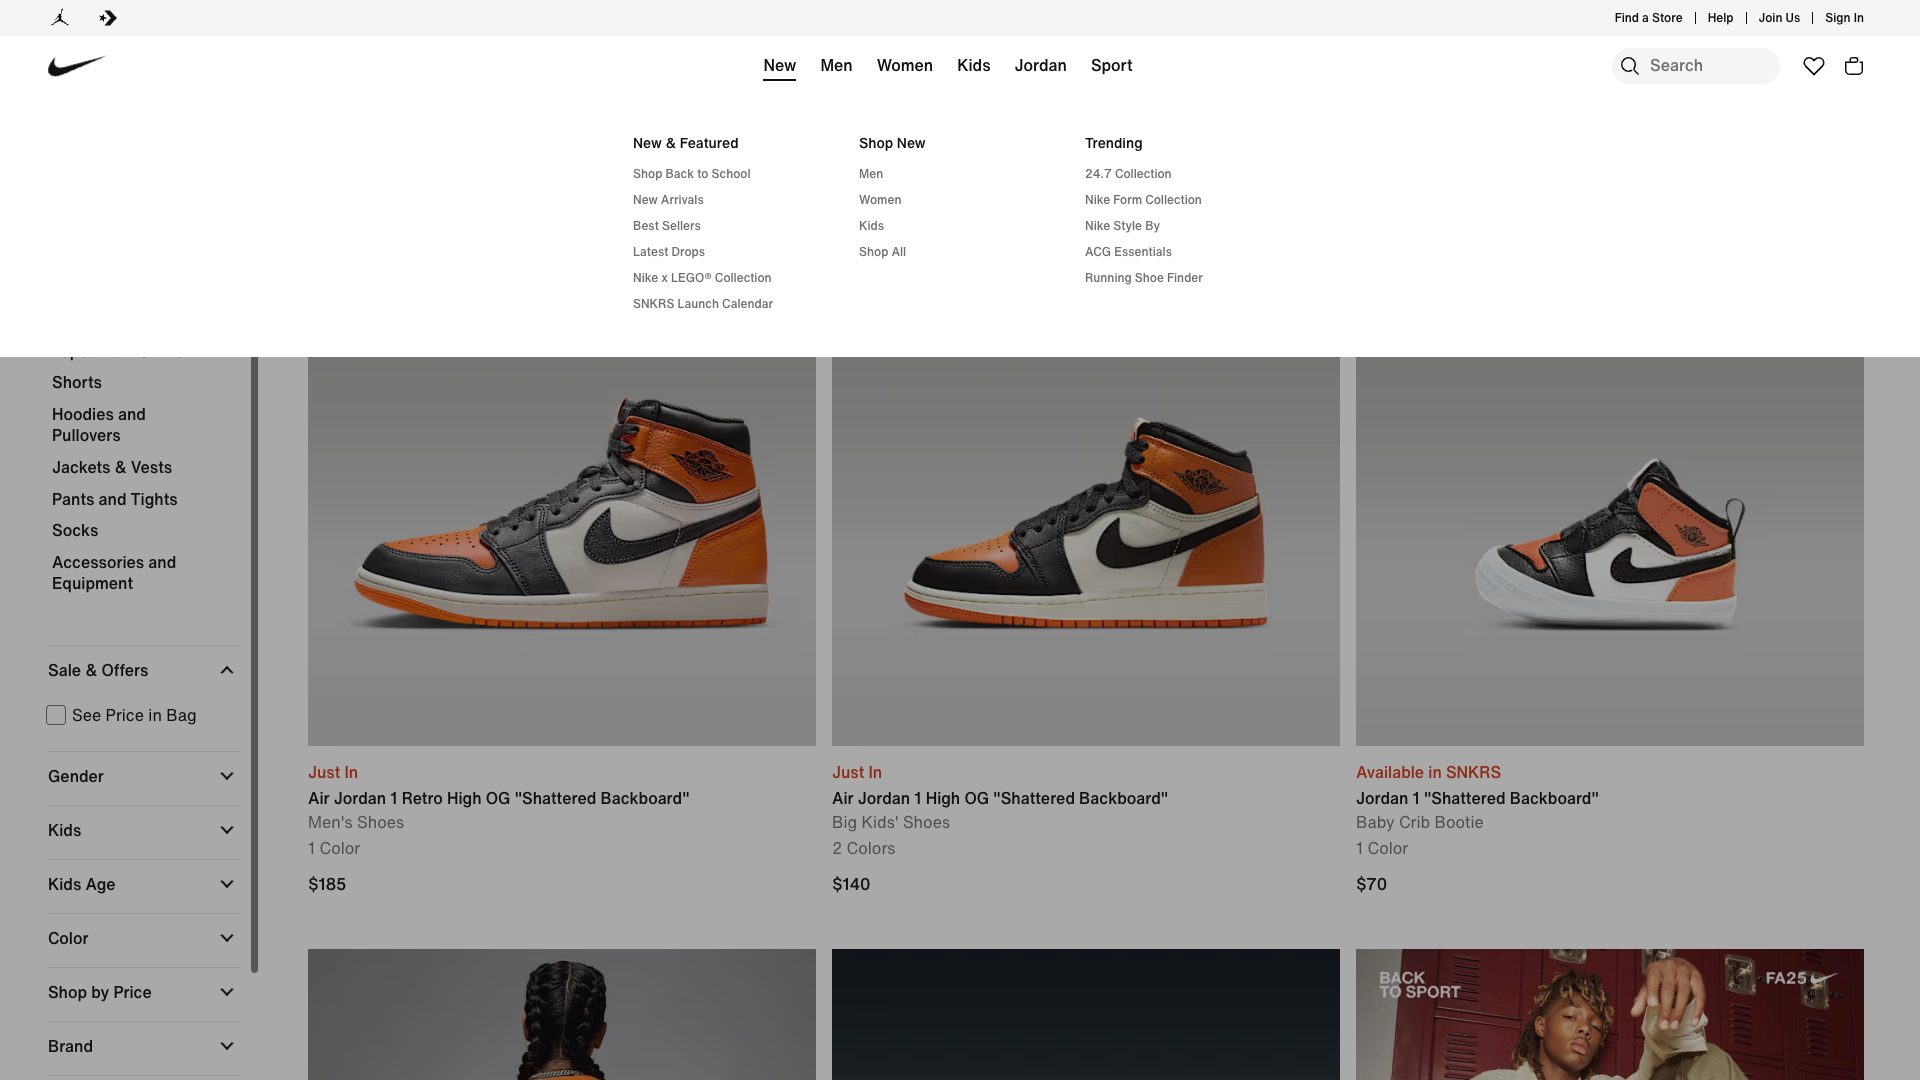 Find a Store
Help
Join Us
Sign In
New
Men
Women
Kids
Jordan
Sport
Search
New & Featured
Shop Back to School
New Arrivals
Best Sellers
Latest Drops
Nike x LEGO® Collection
SNKRS Launch Calendar
Shop New
Men
Women
Kids
Shop All
Trending
24.7 Collection
Nike Form Collection
Nike Style By
ACG Essentials
Running Shoe Finder
Shorts
Hoodies and
Pullovers
Jackets & Vests
Pants and Tights
Socks
Accessories and
Equipment
Sale & Offers
See Price in Bag
Gender
Kids
Kids Age
Color
Shop by Price
Brand
Just In
Air Jordan 1 Retro High OG "Shattered Backboard"
Men's Shoes
1 Color
$185
Just In
Air Jordan 1 High OG "Shattered Backboard"
Big Kids' Shoes
2 Colors
$140
Available in SNKRS
Jordan 1 "Shattered Backboard"
Baby Crib Bootie
1 Color
$70
BACK
TO SPORT
FA25